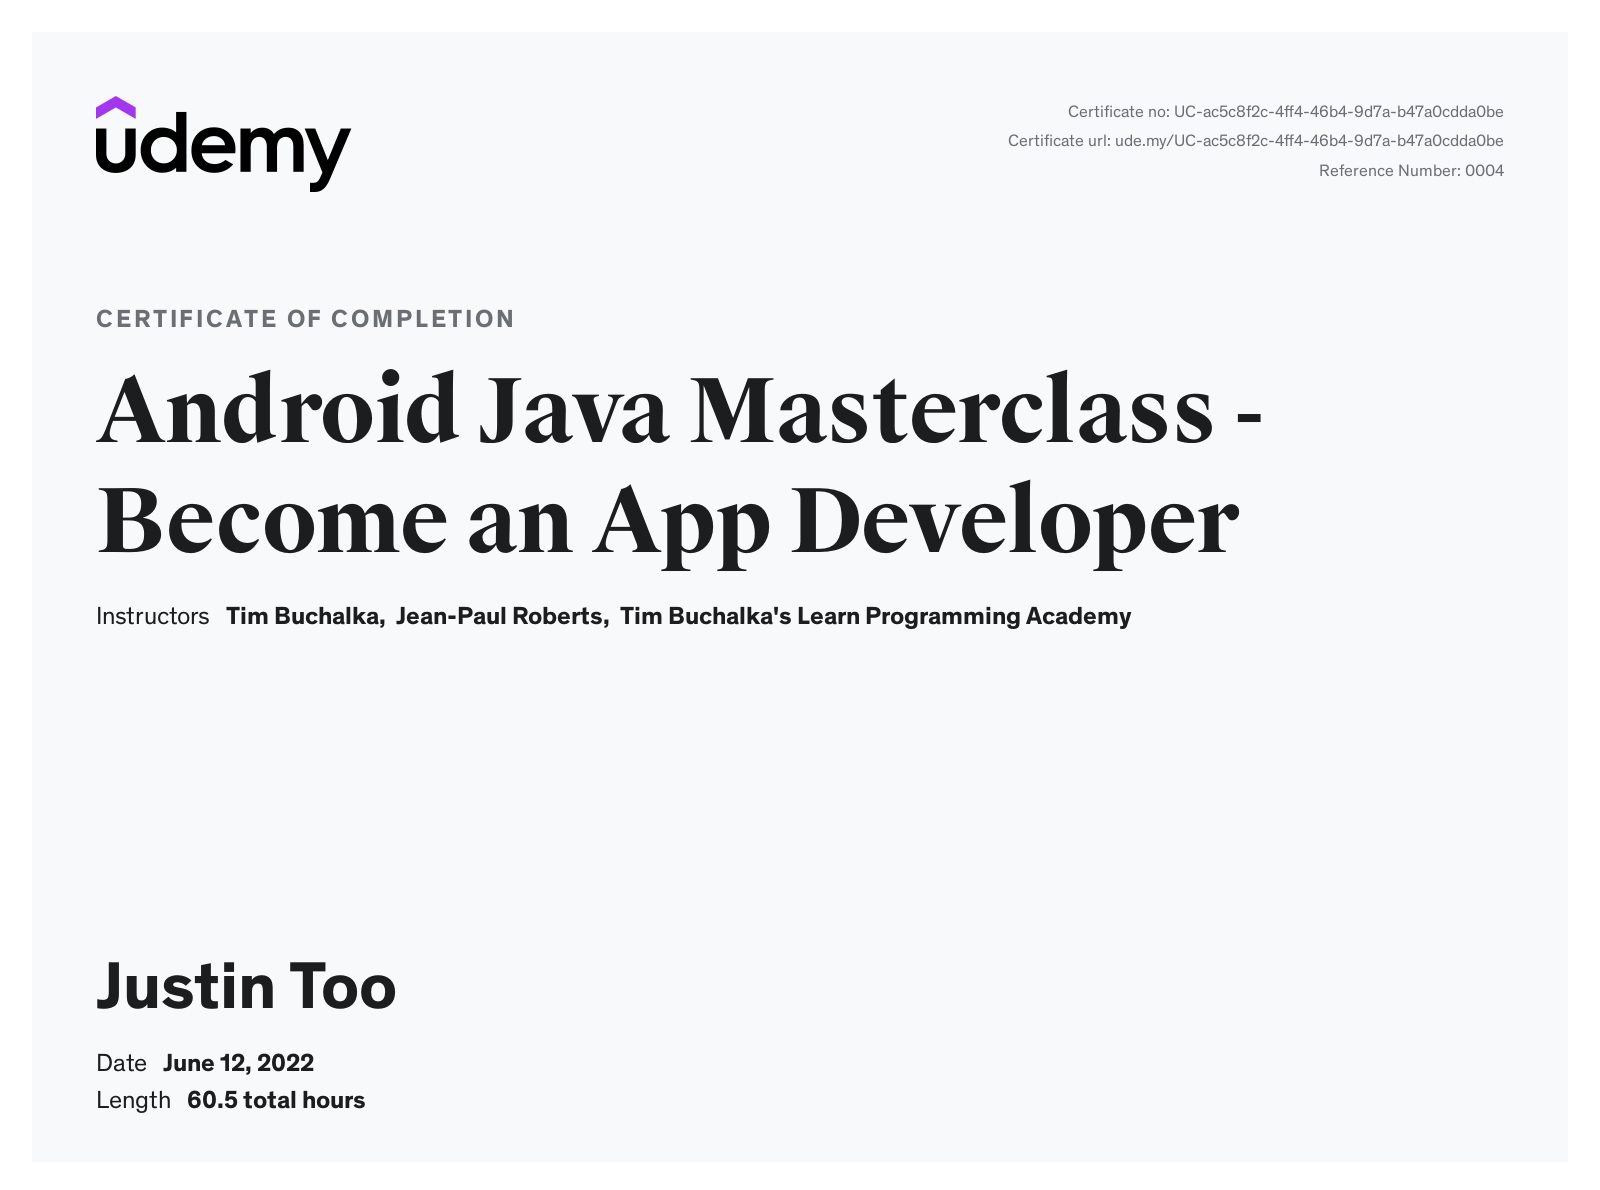 udemy
Certificate no: UC-ac5c8f2c-4ff4-46b4-9d7a-b47a0cdda0be
Certificate url: ude.my/UC-ac5c8f2c-4ff4-46b4-9d7a-b47a0cdda0be
Reference Number: 0004
CERTIFICATE OF COMPLETION
Android Java Masterclass -
Become an App Developer
Instructors Tim Buchalka, Jean-Paul Roberts, Tim Buchalka's Learn Programming Academy
Justin Too
Date June 12, 2022
Length 60.5 total hours